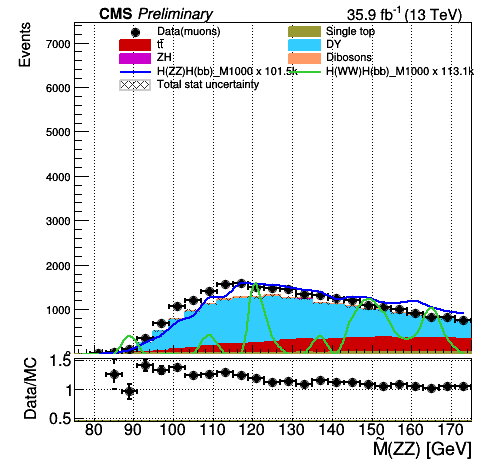 CMS Preliminary 35.9 fb⁻¹ (13 TeV)
Data(muons) Single top
tt̄ DY
ZH Dibosons
H(ZZ)H(bb)_M1000 x 101.5k H(WW)H(bb)_M1000 x 113.1k
Total stat uncertainty
Events
7000
6000
5000
4000
3000
2000
1000
Data/MC
1.5
1
0.5
80 90 100 110 120 130 140 150 160 170
M̃(ZZ) [GeV]